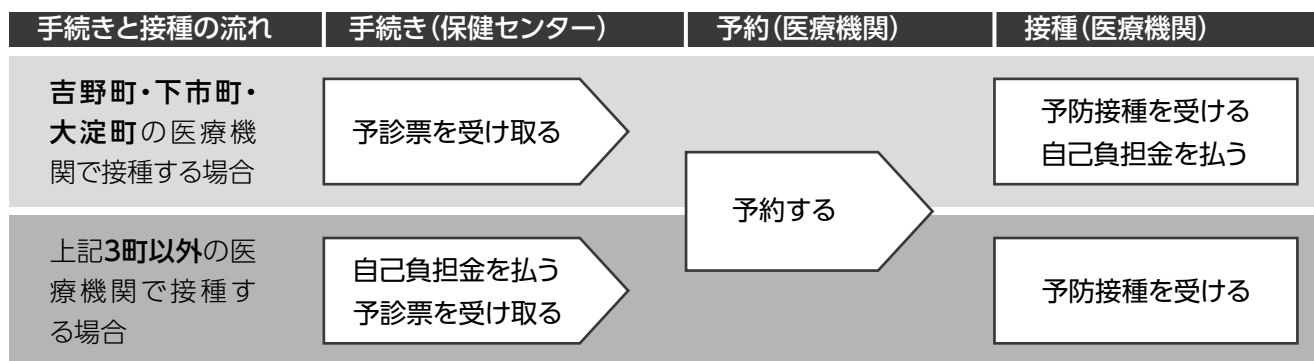 手続きと接種の流れ
手続き(保健センター)
予約(医療機関)
接種(医療機関)
吉野町・下市町・
大淀町の医療機
関で接種する場合
予診票を受け取る
予約する
予防接種を受ける
自己負担金を払う
上記3町以外の医
療機関で接種す
る場合
自己負担金を払う
予診票を受け取る
予防接種を受ける